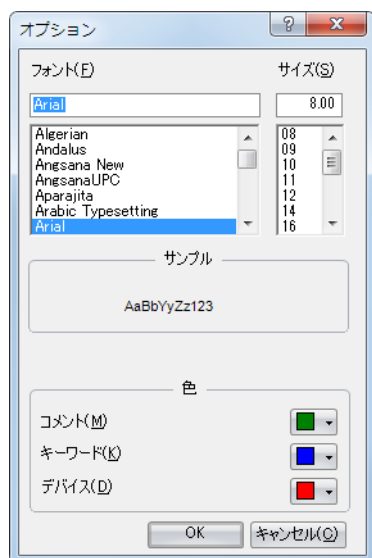 オプション
フォント(F)
サイズ(S)
Arial
8.00
Algerian
Andalus
Angsana New
AngsanaUPC
Aparajita
Arabic Typesetting
Arial
08
09
10
11
12
14
16
サンプル
AaBbYyZz123
色
コメント(M)
キーワード(K)
デバイス(D)
OK
キャンセル(C)